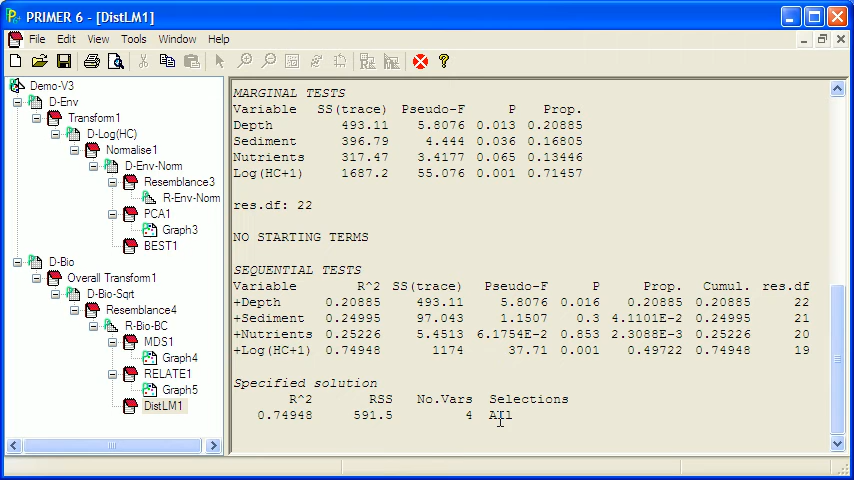 PRIMER 6 - [DistLM1]
File Edit View Tools Window Help
Demo-V3
D-Env
Transform1
D-Log(HC)
Normalise1
D-Env-Norm
Resemblance3
R-Env-Norm
PCA1
Graph3
BEST1
D-Bio
Overall Transform1
D-Bio-Sqrt
Resemblance4
R-Bio-BC
MDS1
Graph4
RELATE1
Graph5
DistLM1
MARGINAL TESTS
Variable SS(trace) Pseudo-F P Prop.
Depth 493.11 5.8076 0.013 0.20885
Sediment 396.79 4.444 0.036 0.16805
Nutrients 317.47 3.4177 0.065 0.13446
Log(HC+1) 1687.2 55.076 0.001 0.71457
res.df: 22
NO STARTING TERMS
SEQUENTIAL TESTS
Variable R^2 SS(trace) Pseudo-F P Prop. Cumul. res.df
+Depth 0.20885 493.11 5.8076 0.016 0.20885 0.20885 22
+Sediment 0.24995 97.043 1.1507 0.3 4.1101E-2 0.24995 21
+Nutrients 0.25226 5.4513 6.1754E-2 0.853 2.3088E-3 0.25226 20
+Log(HC+1) 0.74948 1174 37.71 0.001 0.49722 0.74948 19
Specified solution
R^2 RSS No.Vars Selections
0.74948 591.5 4 All